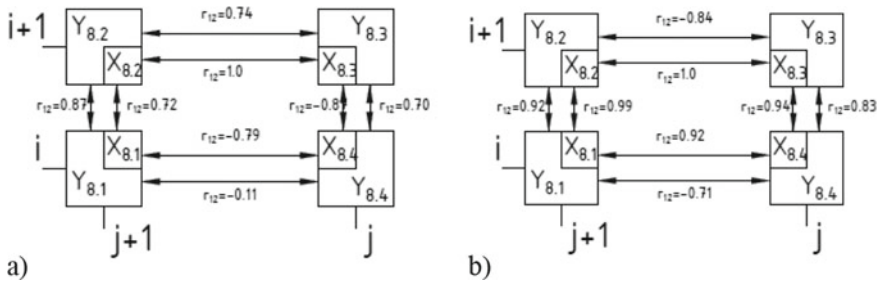 i+1 Y8.2 r12=0.74 Y8.3
X8.2 r12=1.0 X8.3
r12=0.87 r12=0.72 r12=-0.8 r12=0.70
i X8.1 r12=-0.79 X8.4
Y8.1 r12=-0.11 Y8.4
j+1 j
a)
i+1 Y8.2 r12=-0.84 Y8.3
X8.2 r12=1.0 X8.3
r12=0.92 r12=0.99 r12=0.94 r12=0.83
i X8.1 r12=0.92 X8.4
Y8.1 r12=-0.71 Y8.4
j+1 j
b)